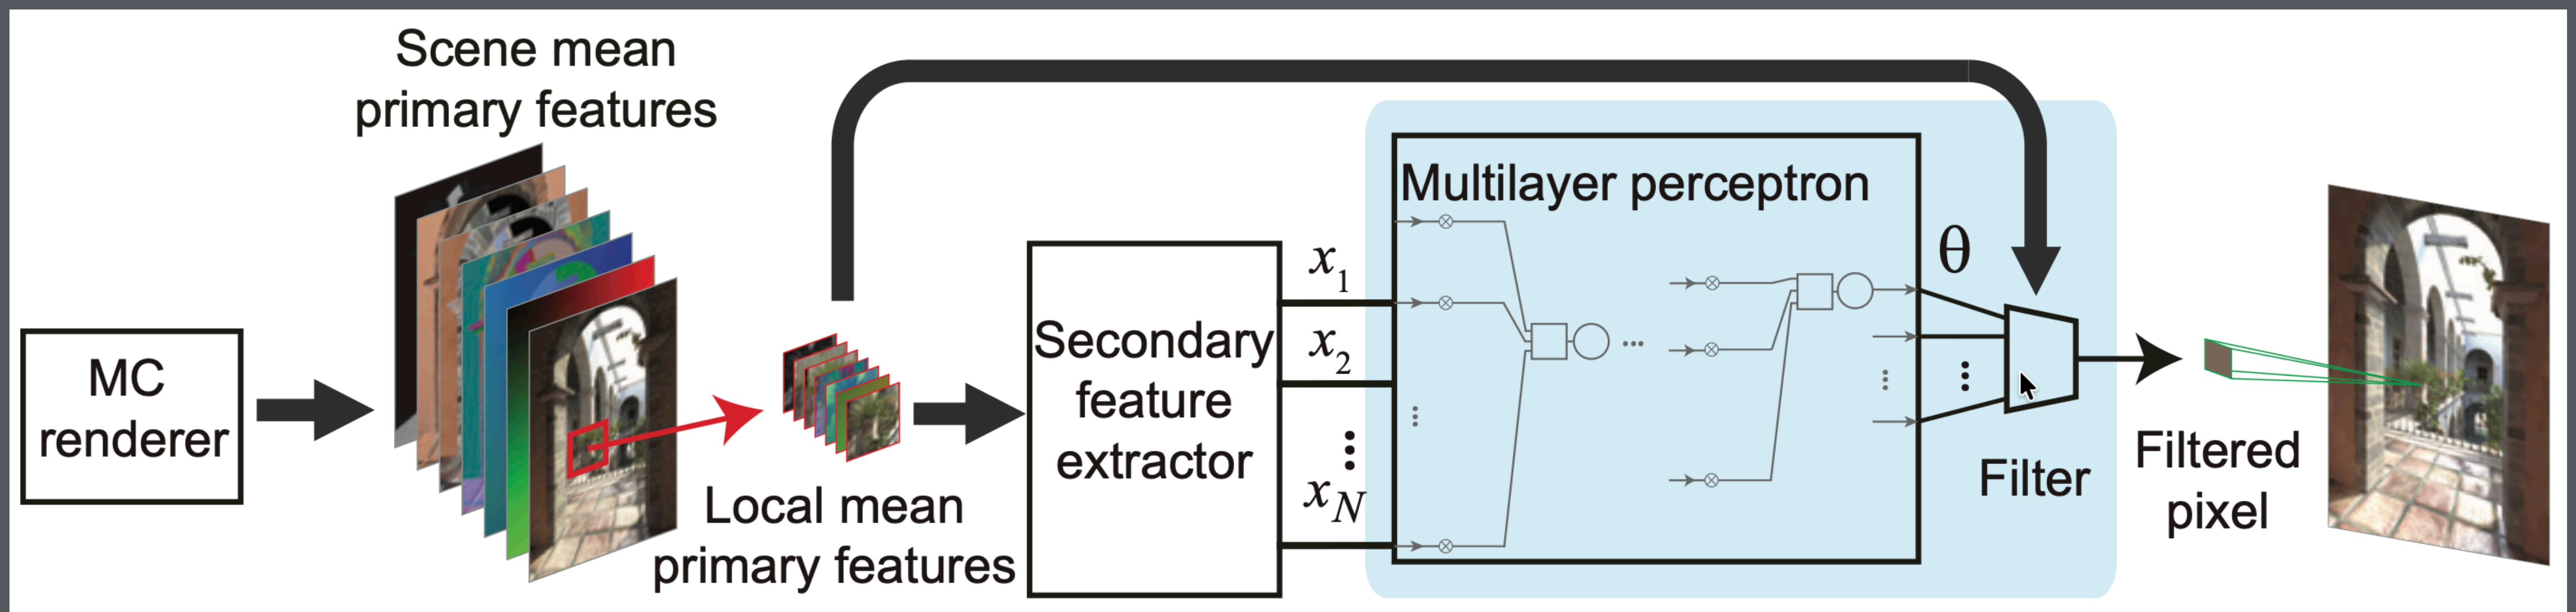 Scene mean
primary features
MC
renderer
Local mean
primary features
Secondary
feature
extractor
x1
x2
⋮
xN
Multilayer perceptron
...
⋮
⋮
θ
⋮
Filter
Filtered
pixel